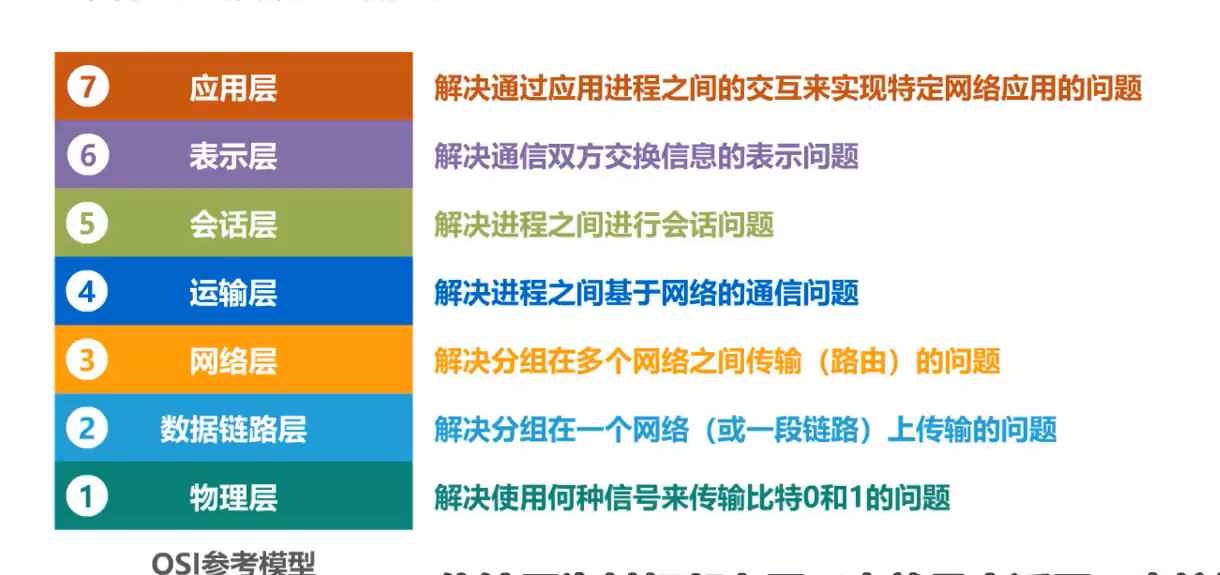 7 应用层 解决通过应用进程之间的交互来实现特定网络应用的问题
6 表示层 解决通信双方交换信息的表示问题
5 会话层 解决进程之间进行会话问题
4 运输层 解决进程之间基于网络的通信问题
3 网络层 解决分组在多个网络之间传输（路由）的问题
2 数据链路层 解决分组在一个网络（或一段链路）上传输的问题
1 物理层 解决使用何种信号来传输比特0和1的问题
OSI参考模型